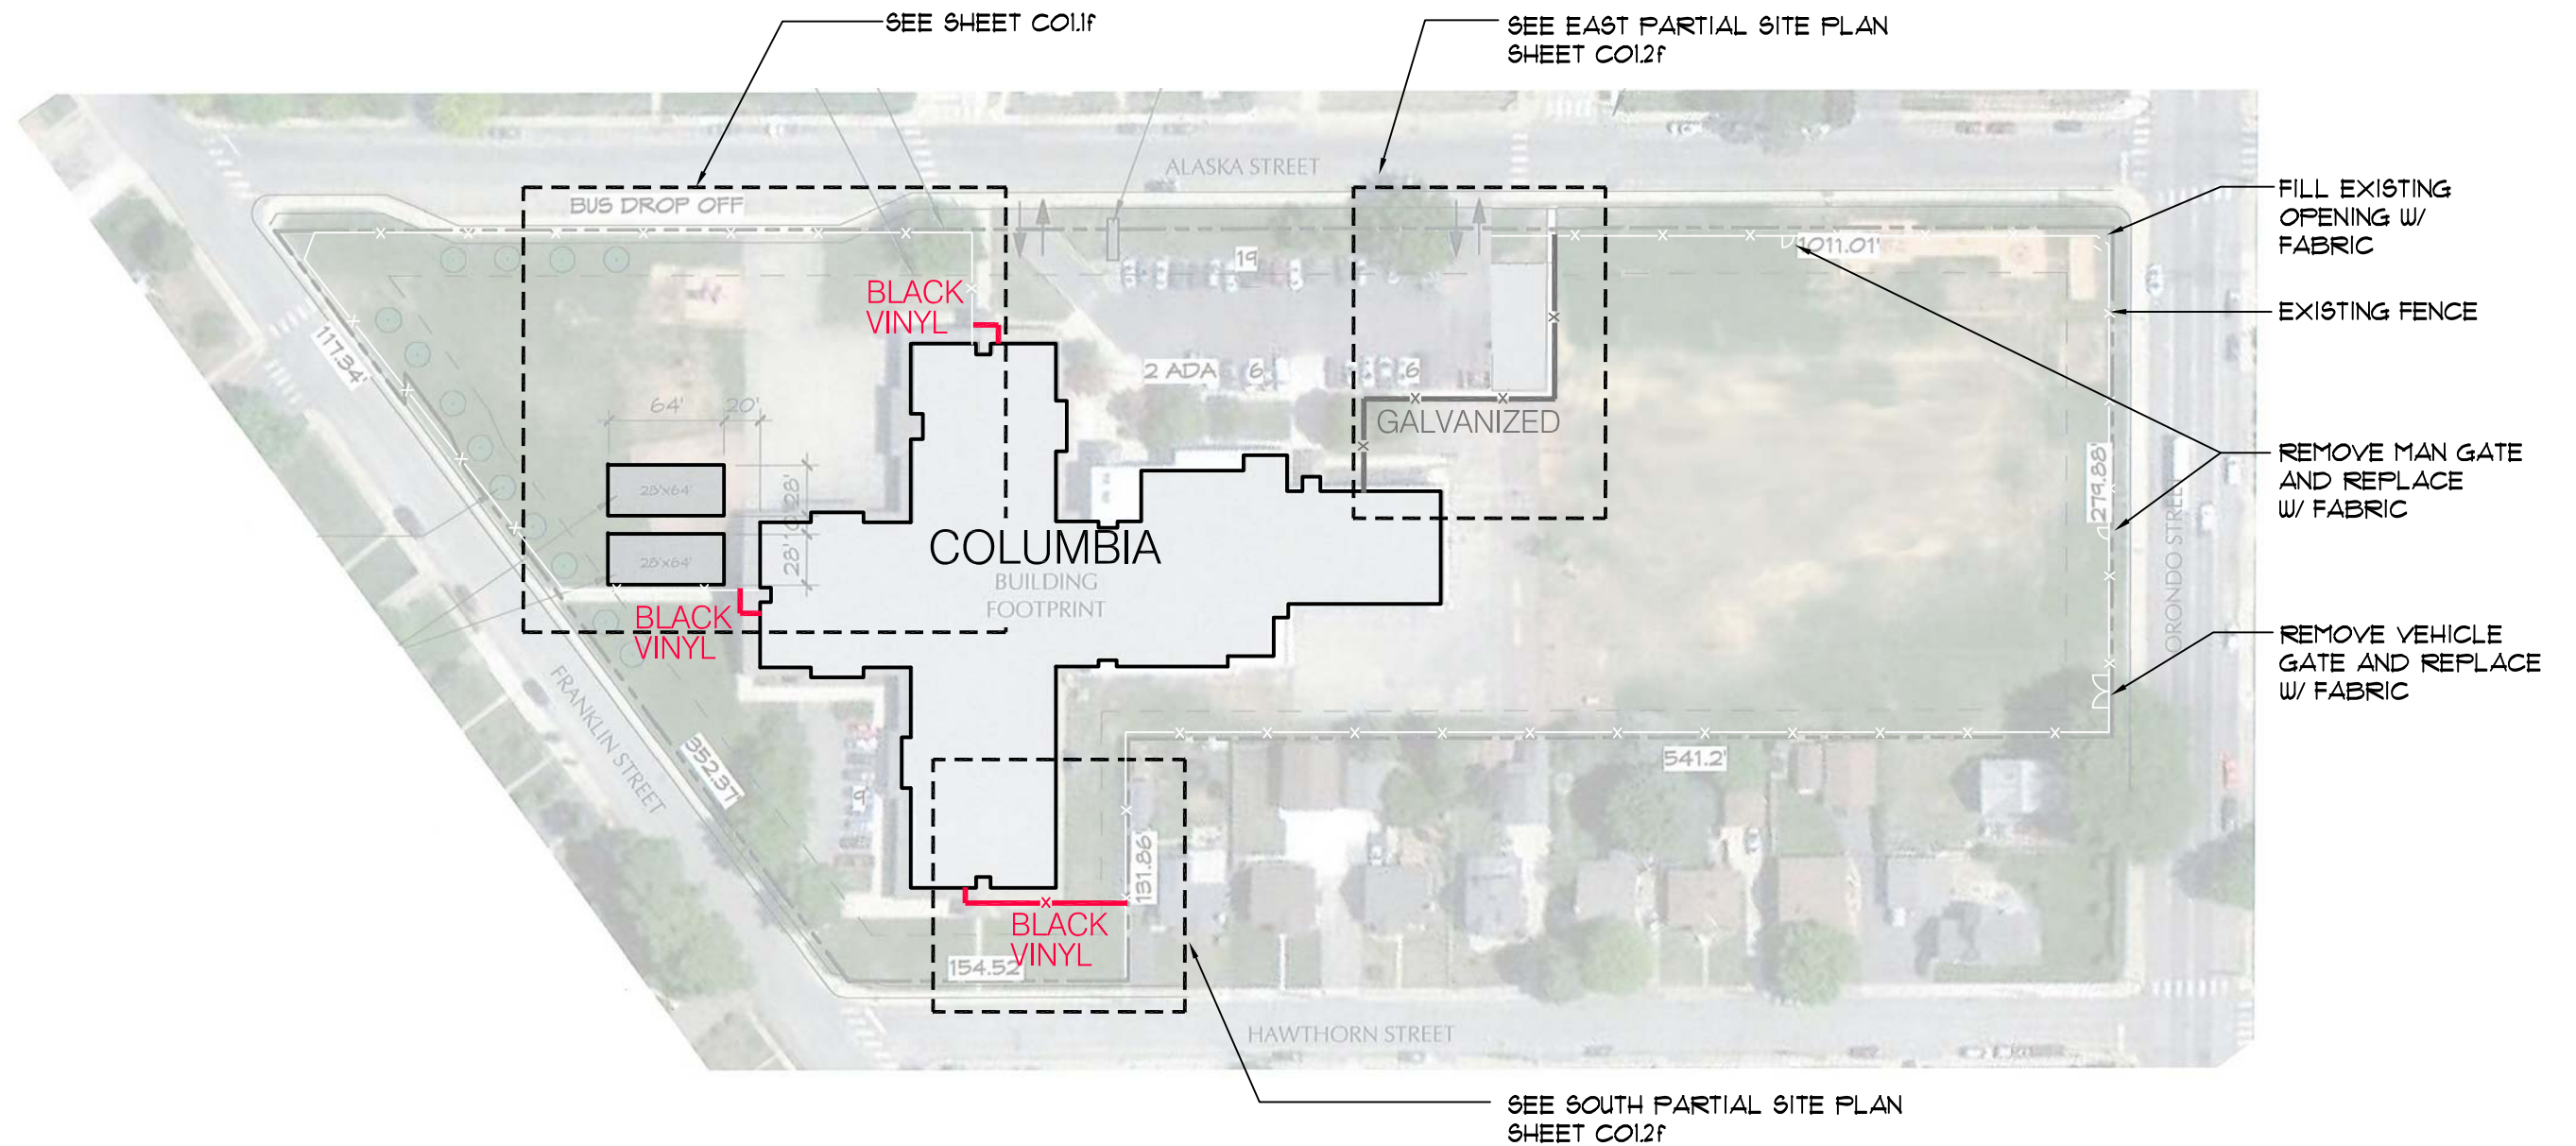 SEE SHEET C01.1f
SEE EAST PARTIAL SITE PLAN
SHEET C01.2f
ALASKA STREET
BUS DROP OFF
FILL EXISTING
OPENING W/
FABRIC
1011.01'
19
BLACK
VINYL
EXISTING FENCE
117.34'
2 ADA
6
6
64'
20'
GALVANIZED
REMOVE MAN GATE
AND REPLACE
W/ FABRIC
279.88'
28'x64'
28'
28'x64'
28'
COLUMBIA
BUILDING
FOOTPRINT
BLACK
VINYL
ORONDO STREET
REMOVE VEHICLE
GATE AND REPLACE
W/ FABRIC
FRANKLIN STREET
352.37'
541.2'
9
131.86'
BLACK
VINYL
154.52'
HAWTHORN STREET
SEE SOUTH PARTIAL SITE PLAN
SHEET C01.2f